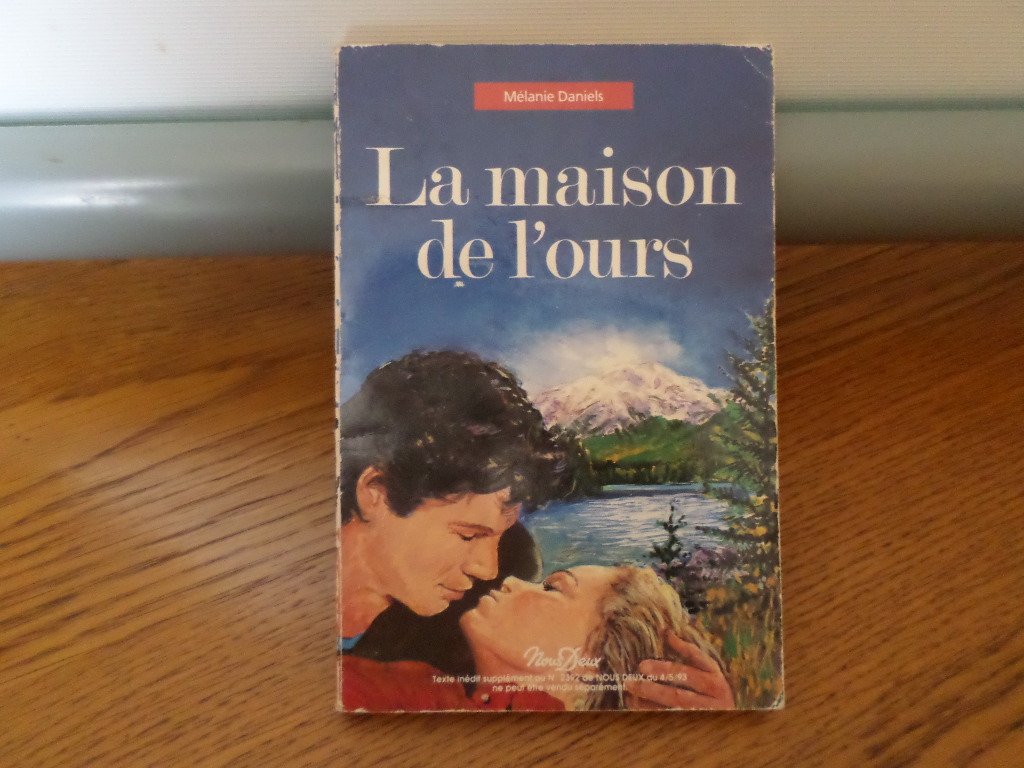 Mélanie Daniels
La maison
de l'ours
Nous Deux
Texte inédit supplément au N° 2392 de NOUS DEUX du 4/5/93
ne peut être vendu séparément.